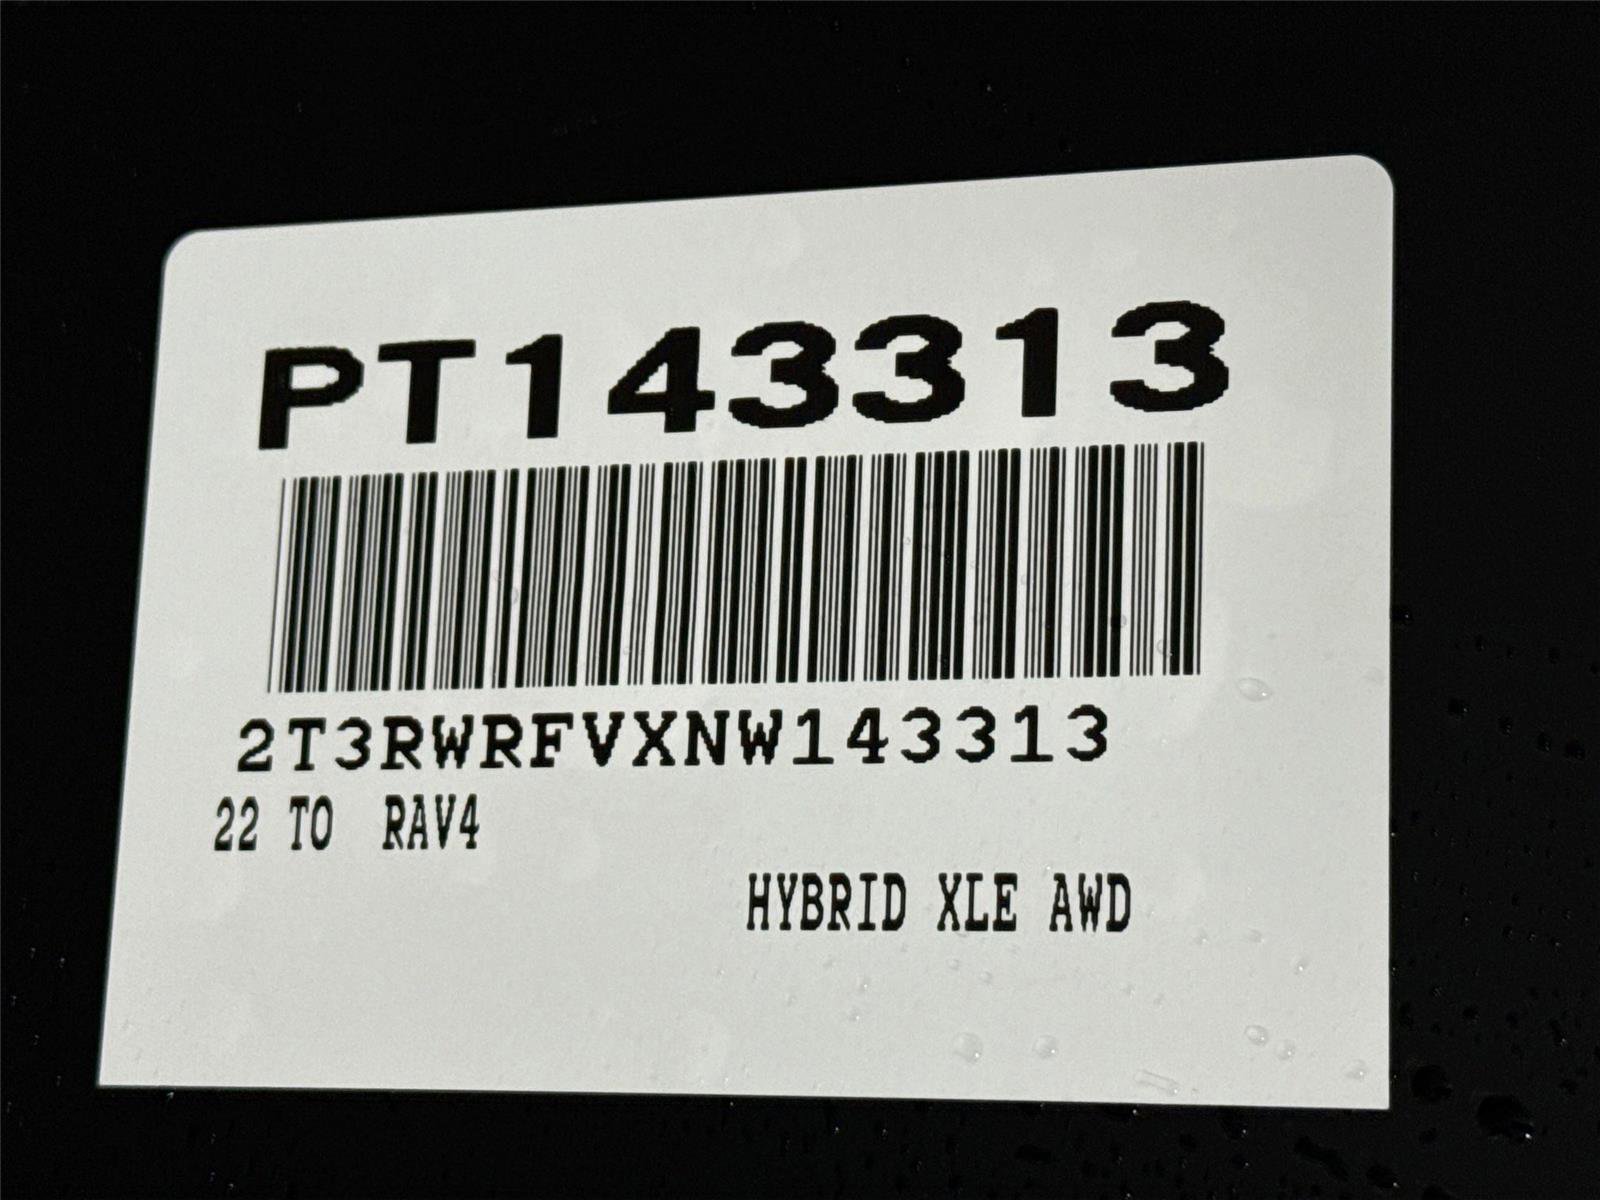 PT143313
2T3RWRFVXNW143313
22 TO RAV4
HYBRID XLE AWD